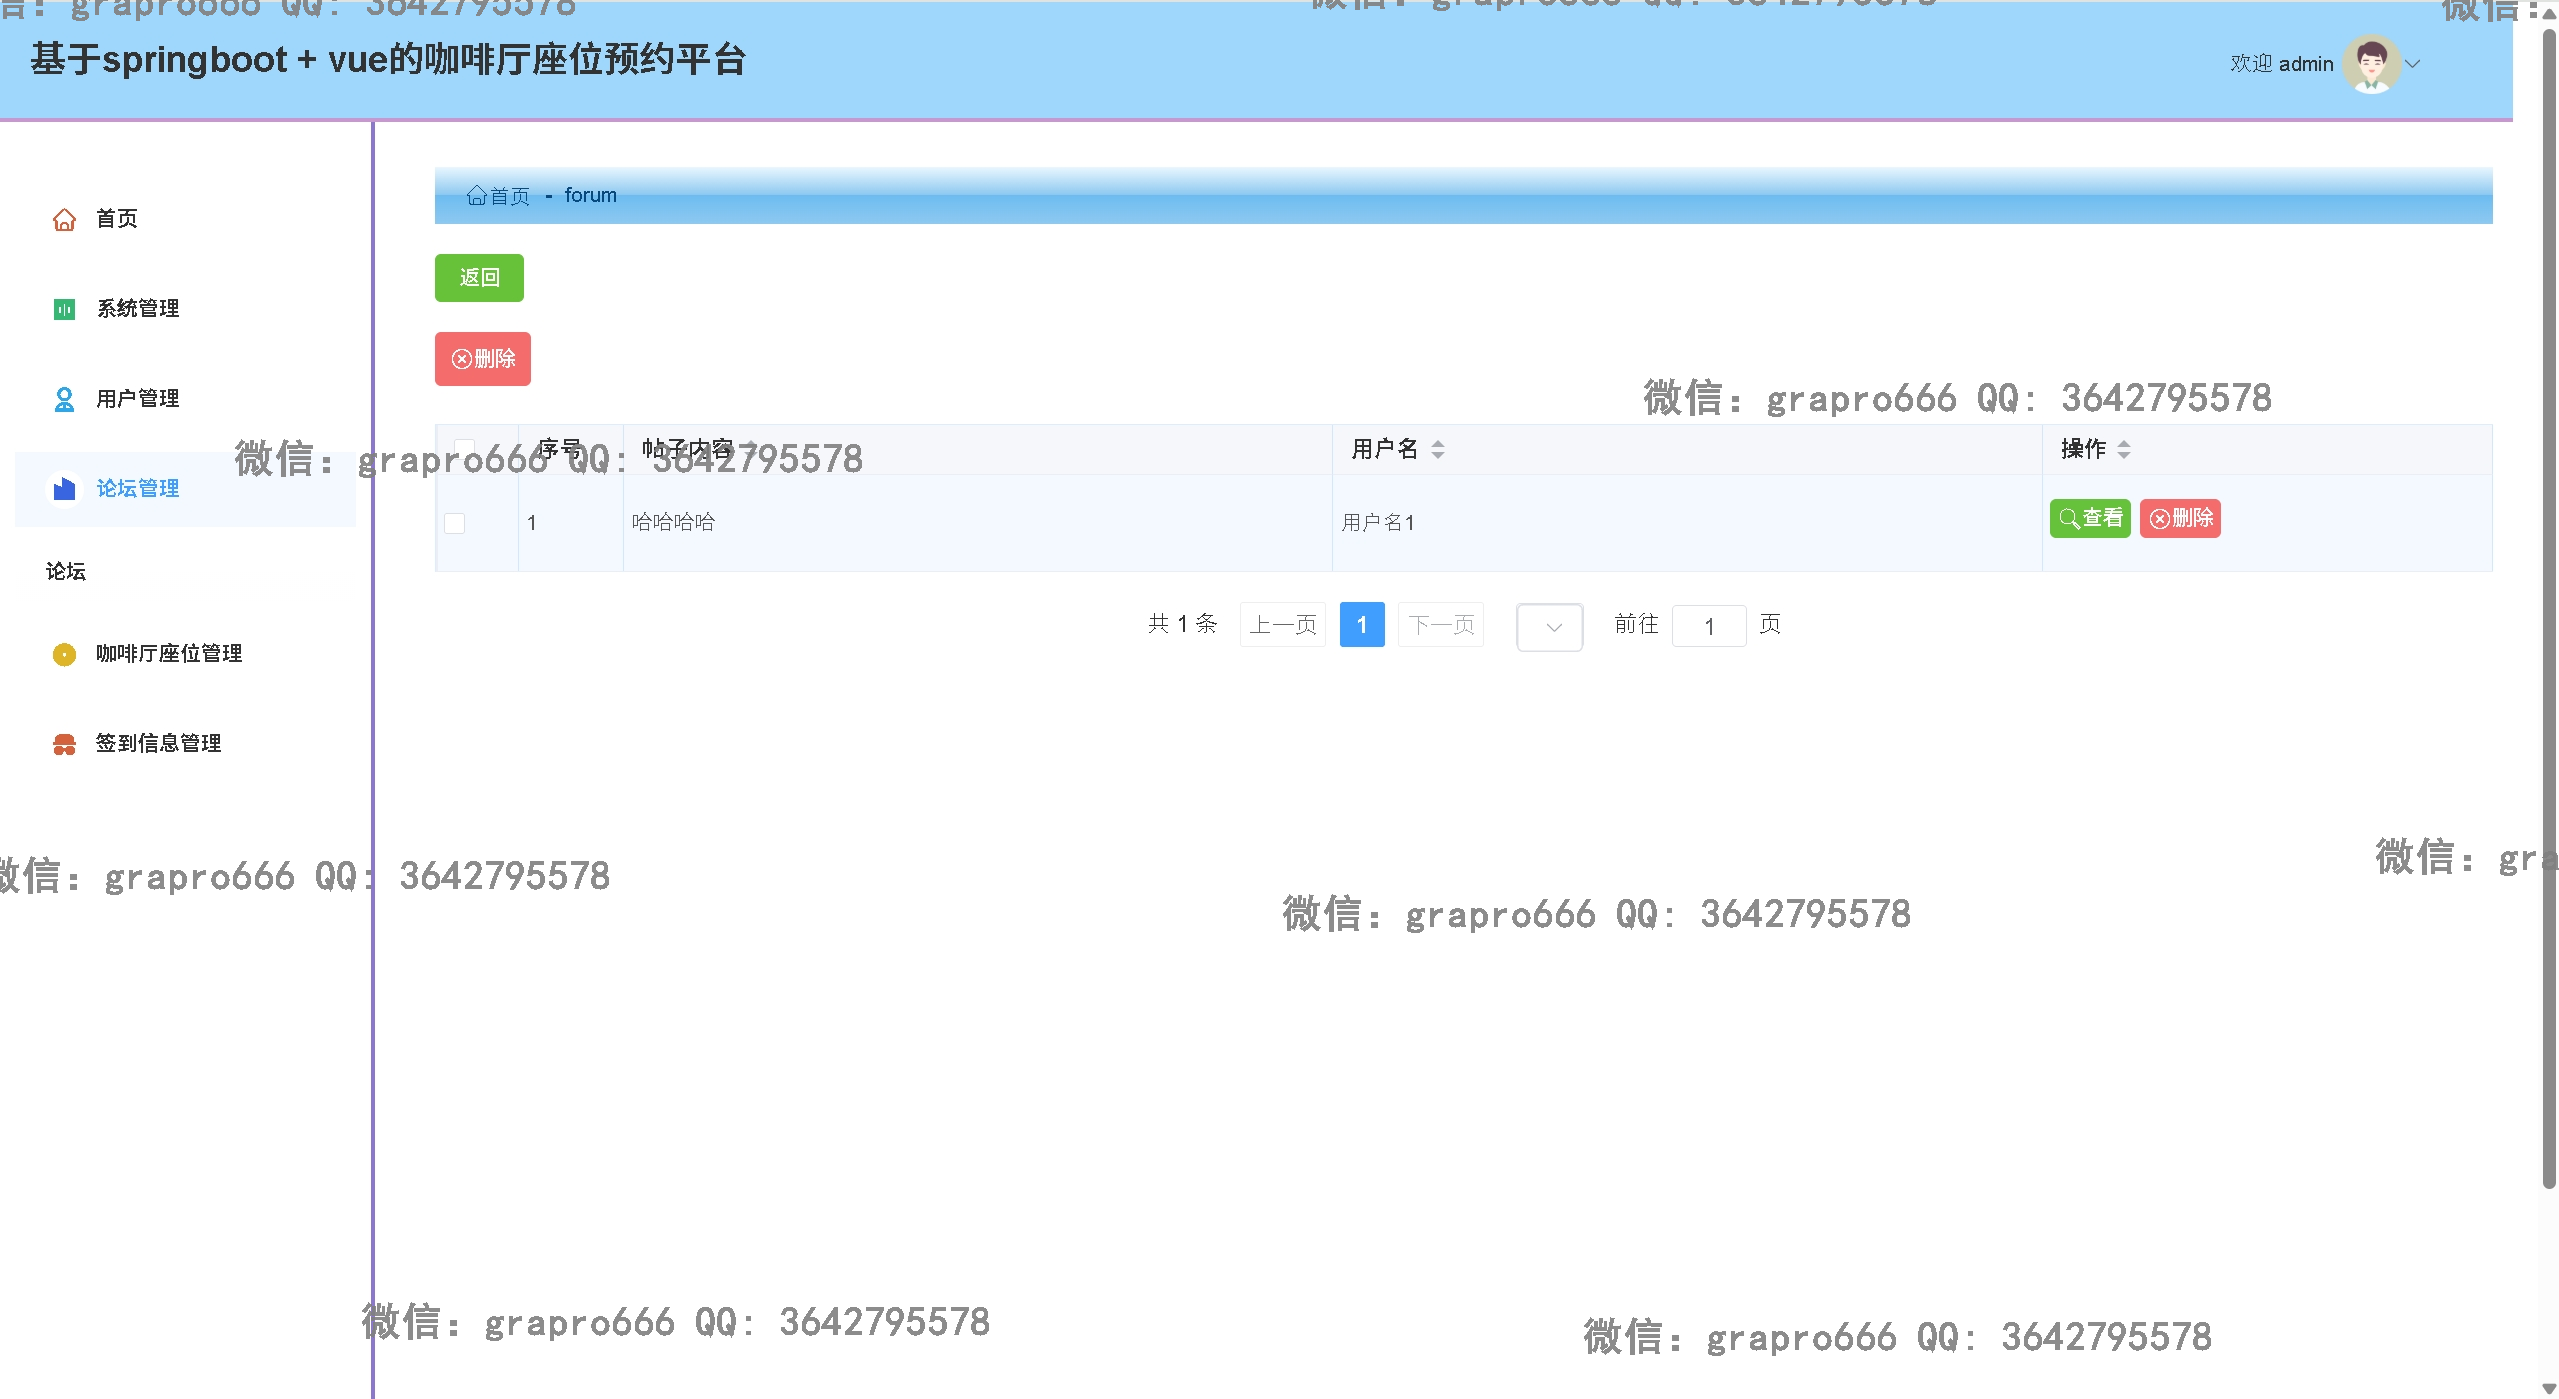 信: grapro666 QQ: 3642795578
微信: grapro666 QQ: 3642795578
微信:
基于springboot + vue的咖啡厅座位预约平台
欢迎 admin
首页 - forum
首页
返回
系统管理
删除
用户管理
微信: grapro666 QQ: 3642795578
序号 帖子内容 用户名 操作
微信: grapro666 QQ: 3642795578
论坛管理
1 哈哈哈哈 用户名1 查看 删除
论坛
共 1 条 上一页 1 下一页 前往 1 页
咖啡厅座位管理
签到信息管理
微信: gra
微信: grapro666 QQ: 3642795578
微信: grapro666 QQ: 3642795578
微信: grapro666 QQ: 3642795578
微信: grapro666 QQ: 3642795578